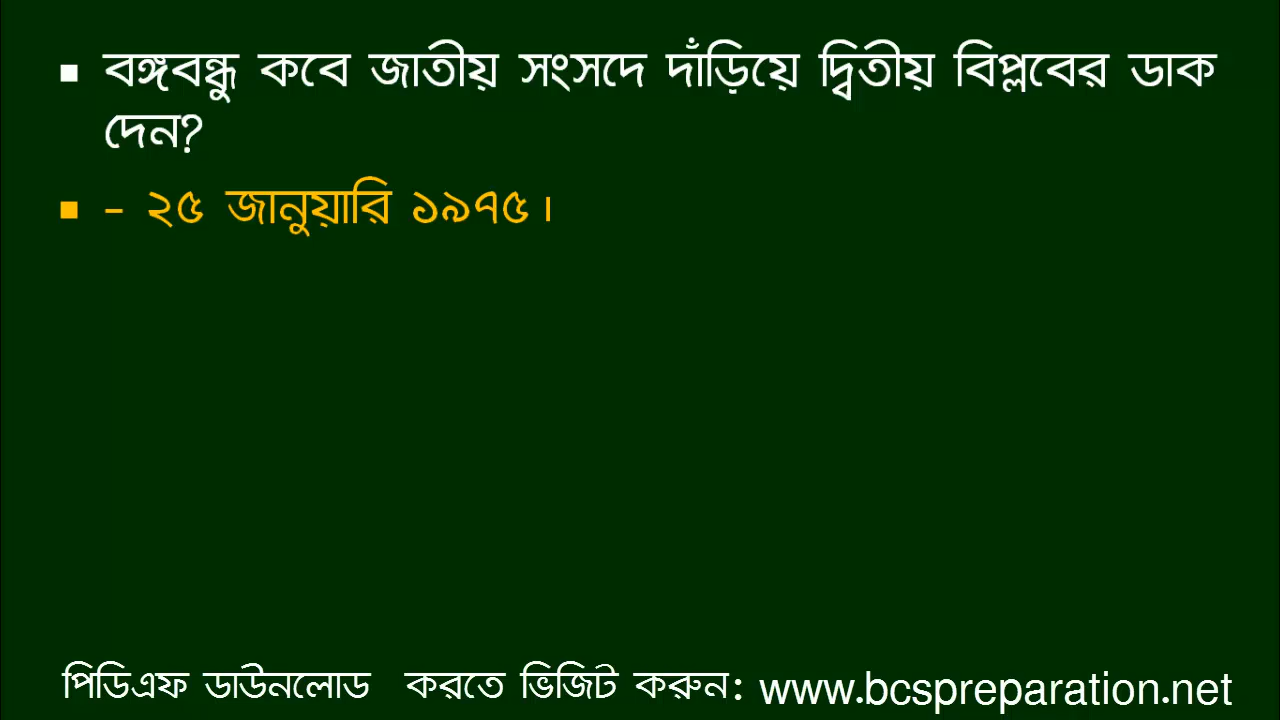 ▪ বঙ্গবন্ধু কবে জাতীয় সংসদে দাঁড়িয়ে দ্বিতীয় বিপ্লবের ডাক
দেন?
▪ - ২৫ জানুয়ারি ১৯৭৫।
পিডিএফ ডাউনলোড করতে ভিজিট করুন: www.bcspreparation.net